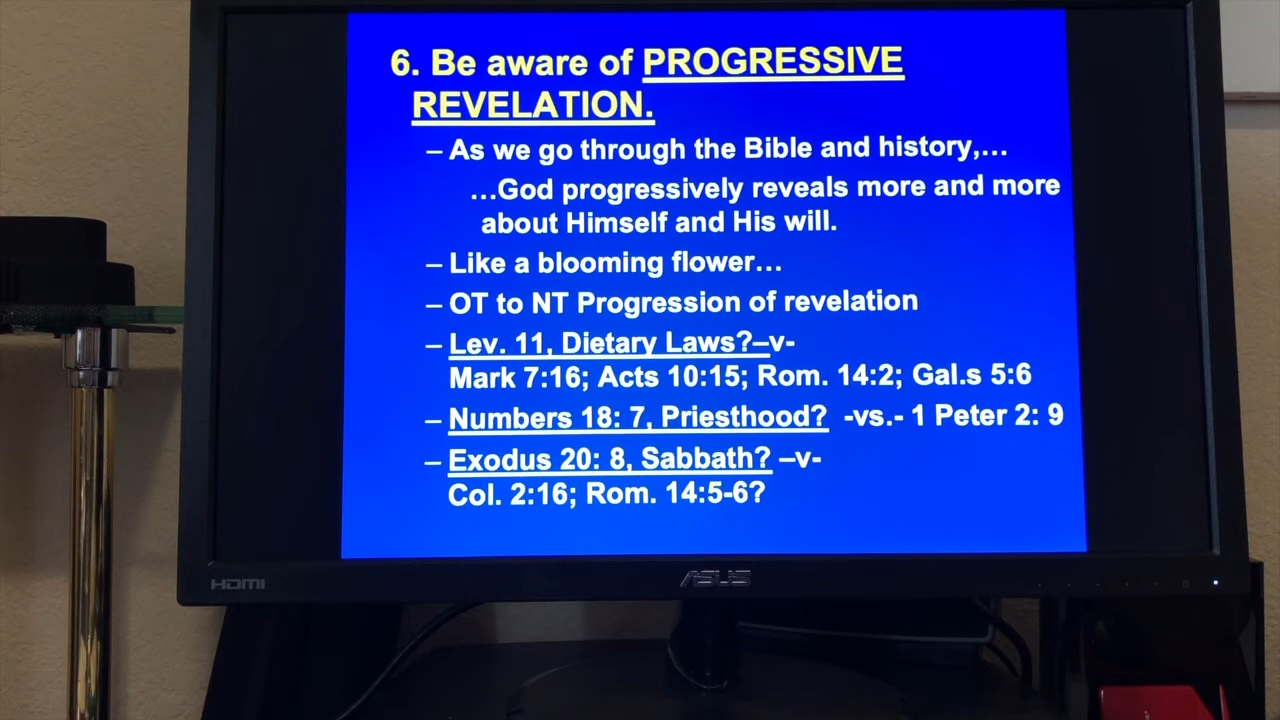 6. Be aware of PROGRESSIVE
REVELATION.
– As we go through the Bible and history,…
…God progressively reveals more and more
about Himself and His will.
– Like a blooming flower…
– OT to NT Progression of revelation
– Lev. 11, Dietary Laws?–v-
Mark 7:16; Acts 10:15; Rom. 14:2; Gal.s 5:6
– Numbers 18: 7, Priesthood? -vs.- 1 Peter 2: 9
– Exodus 20: 8, Sabbath? –v-
Col. 2:16; Rom. 14:5-6?
HDMI
ASUS